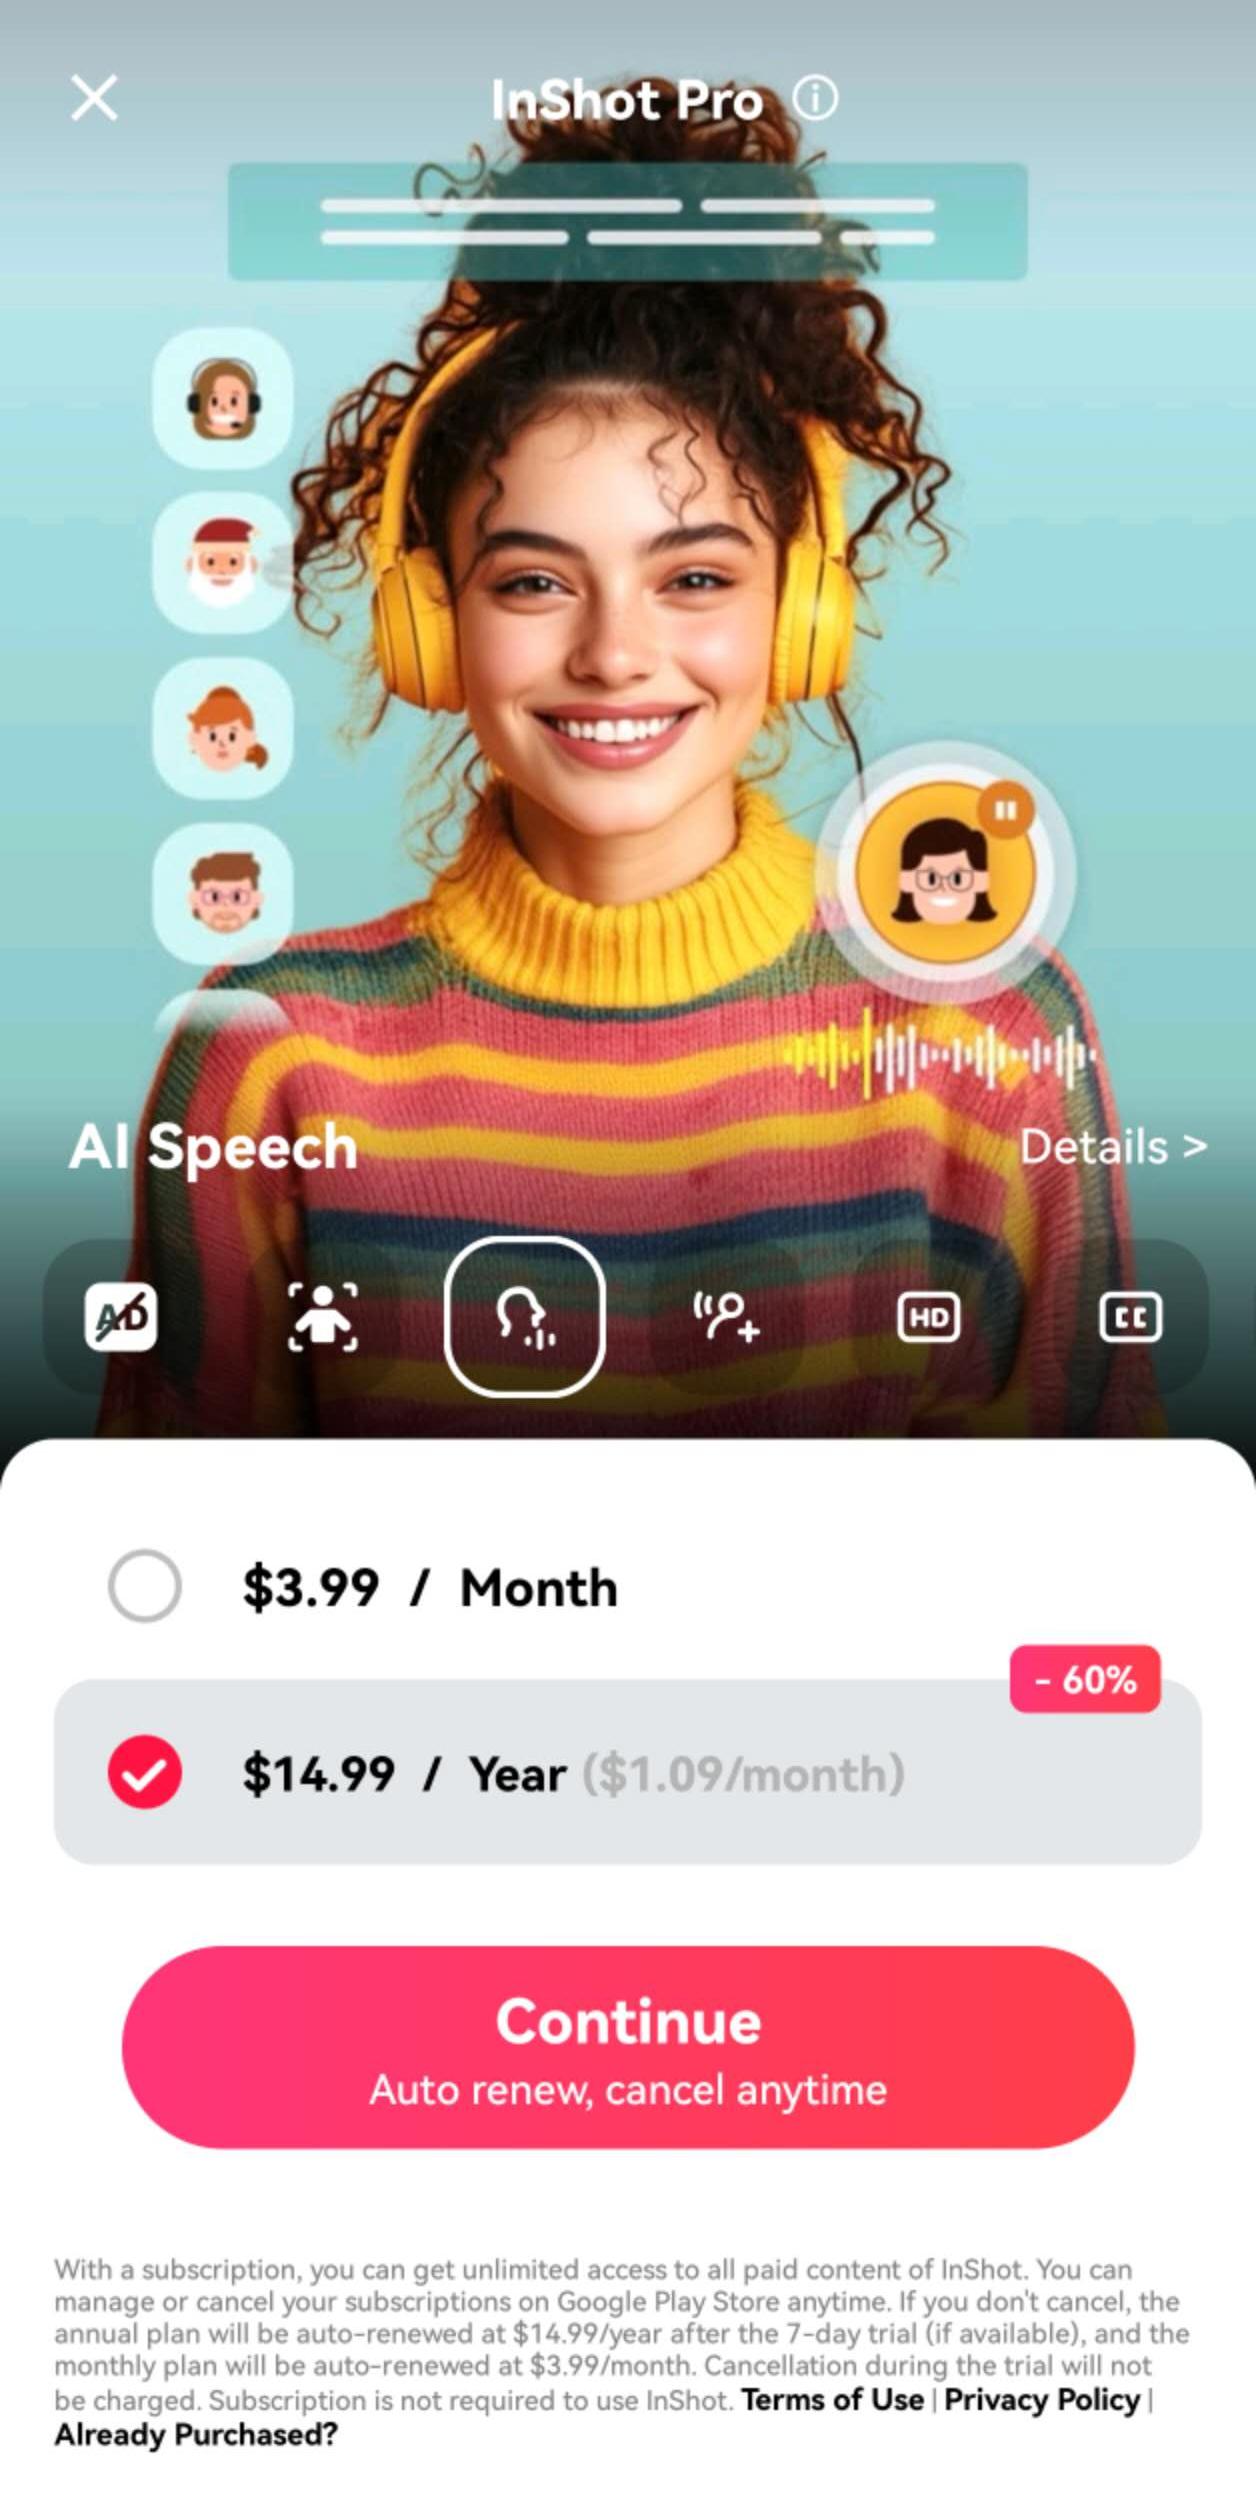 InShot Pro
AI Speech
Details >
AD
HD
CC
$3.99 / Month
- 60%
$14.99 / Year ($1.09/month)
Continue
Auto renew, cancel anytime
With a subscription, you can get unlimited access to all paid content of InShot. You can
manage or cancel your subscriptions on Google Play Store anytime. If you don't cancel, the
annual plan will be auto-renewed at $14.99/year after the 7-day trial (if available), and the
monthly plan will be auto-renewed at $3.99/month. Cancellation during the trial will not
be charged. Subscription is not required to use InShot. Terms of Use | Privacy Policy |
Already Purchased?